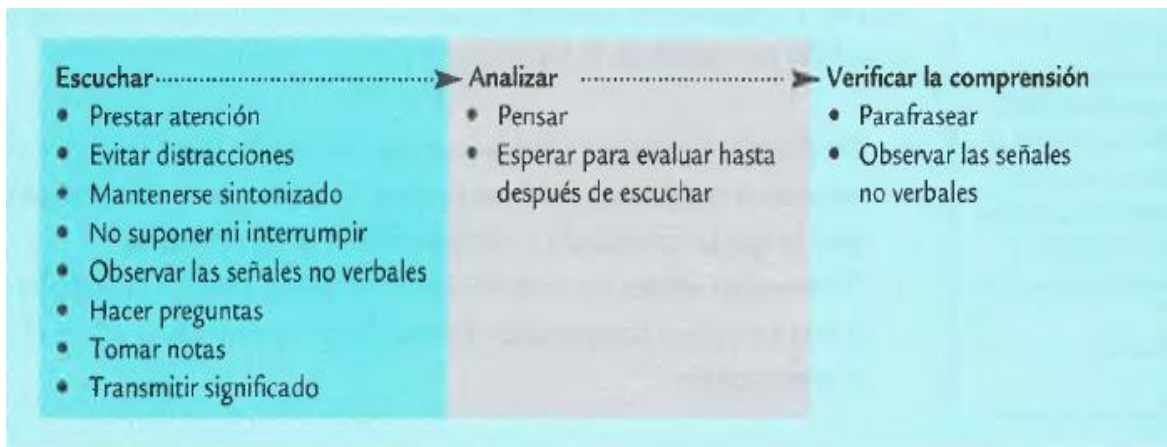 Escuchar
• Prestar atención
• Evitar distracciones
• Mantenerse sintonizado
• No suponer ni interrumpir
• Observar las señales no verbales
• Hacer preguntas
• Tomar notas
• Transmitir significado
Analizar
• Pensar
• Esperar para evaluar hasta
después de escuchar
Verificar la comprensión
• Parafrasear
• Observar las señales
no verbales